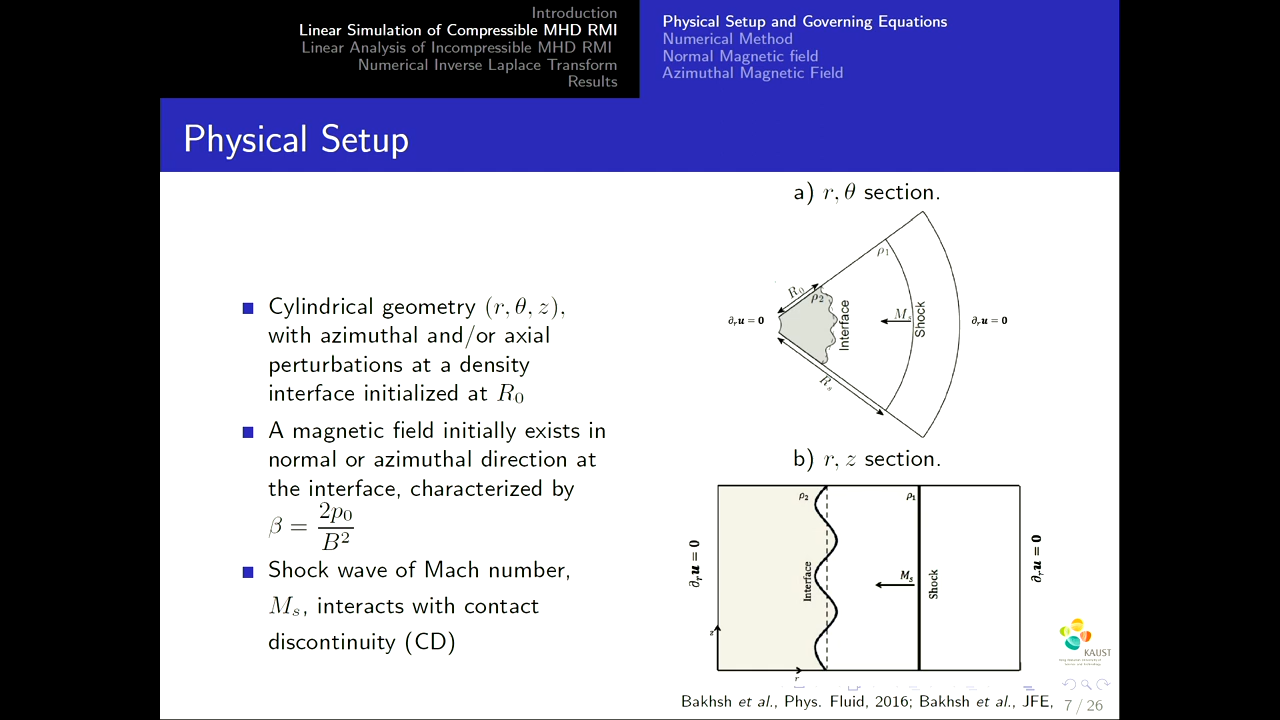 Introduction
Linear Simulation of Compressible MHD RMI
Linear Analysis of Incompressible MHD RMI
Numerical Inverse Laplace Transform
Results
Physical Setup and Governing Equations
Numerical Method
Normal Magnetic field
Azimuthal Magnetic Field
Physical Setup
Cylindrical geometry (r, θ, z),
with azimuthal and/or axial
perturbations at a density
interface initialized at R₀
A magnetic field initially exists in
normal or azimuthal direction at
the interface, characterized by
β = 2p₀/B²
Shock wave of Mach number,
Mₛ, interacts with contact
discontinuity (CD)
a) r, θ section.
ρ₁
R₀
ρ₂
∂ᵣu = 0
Interface
Mₛ
Shock
∂ᵣu = 0
Rₛ
b) r, z section.
ρ₂
ρ₁
∂ᵣu = 0
Interface
Mₛ
Shock
∂ᵣu = 0
z
r
KAUST
Bakhsh et al., Phys. Fluid, 2016; Bakhsh et al., JFE,
7 / 26